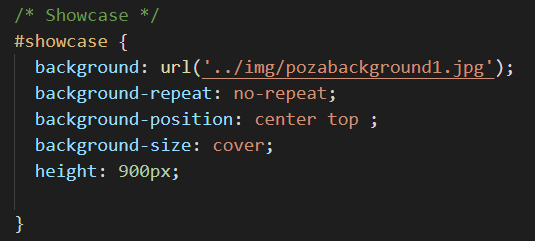 /* Showcase */
#showcase {
background: url('../img/pozabackground1.jpg');
background-repeat: no-repeat;
background-position: center top ;
background-size: cover;
height: 900px;
}